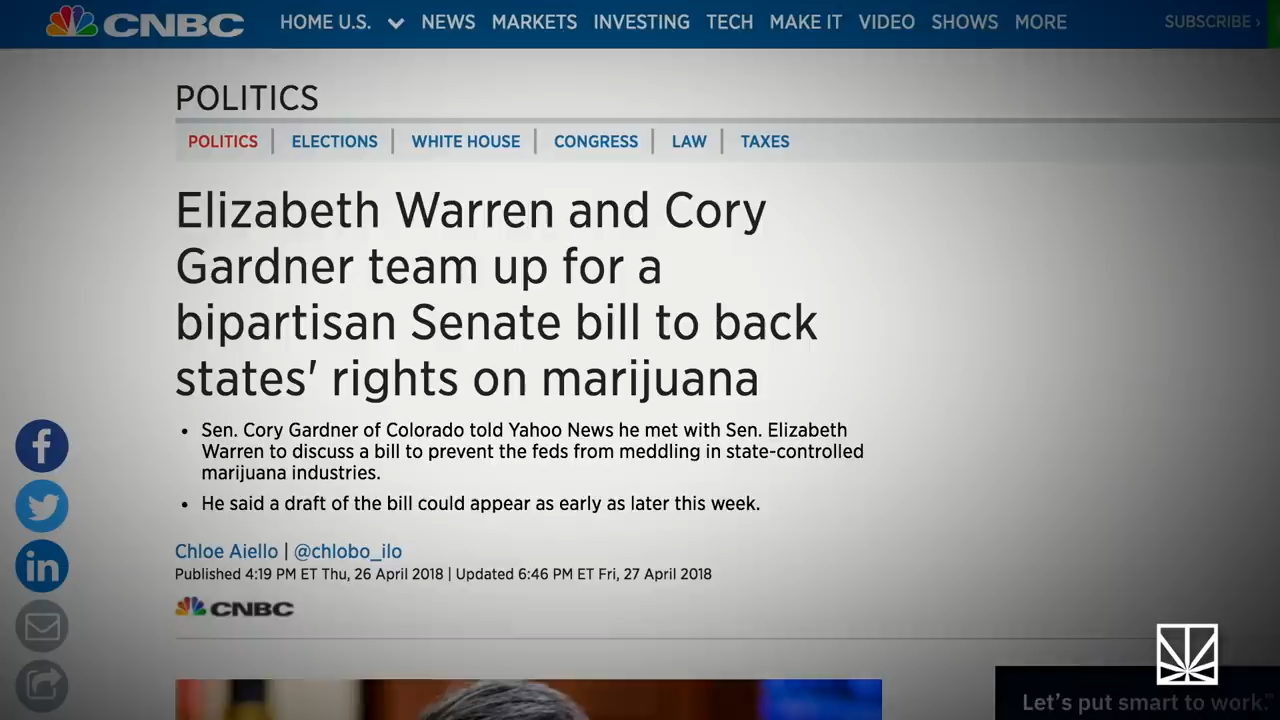 CNBC
HOME U.S. NEWS MARKETS INVESTING TECH MAKE IT VIDEO SHOWS MORE SUBSCRIBE
POLITICS
POLITICS | ELECTIONS | WHITE HOUSE | CONGRESS | LAW | TAXES
Elizabeth Warren and Cory
Gardner team up for a
bipartisan Senate bill to back
states' rights on marijuana
• Sen. Cory Gardner of Colorado told Yahoo News he met with Sen. Elizabeth
Warren to discuss a bill to prevent the feds from meddling in state-controlled
marijuana industries.
• He said a draft of the bill could appear as early as later this week.
Chloe Aiello | @chlobo_ilo
Published 4:19 PM ET Thu, 26 April 2018 | Updated 6:46 PM ET Fri, 27 April 2018
CNBC
Let's put smart to work.™